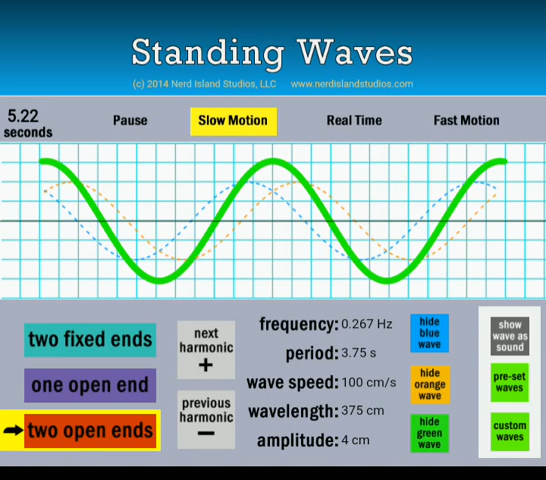 Standing Waves
(c) 2014 Nerd Island Studios, LLC www.nerdislandstudios.com
5.22
seconds
Pause
Slow Motion
Real Time
Fast Motion
two fixed ends
one open end
two open ends
next
harmonic
+
previous
harmonic
−
frequency: 0.267 Hz
period: 3.75 s
wave speed: 100 cm/s
wavelength: 375 cm
amplitude: 4 cm
hide
blue
wave
hide
orange
wave
hide
green
wave
show
wave as
sound
pre-set
waves
custom
waves